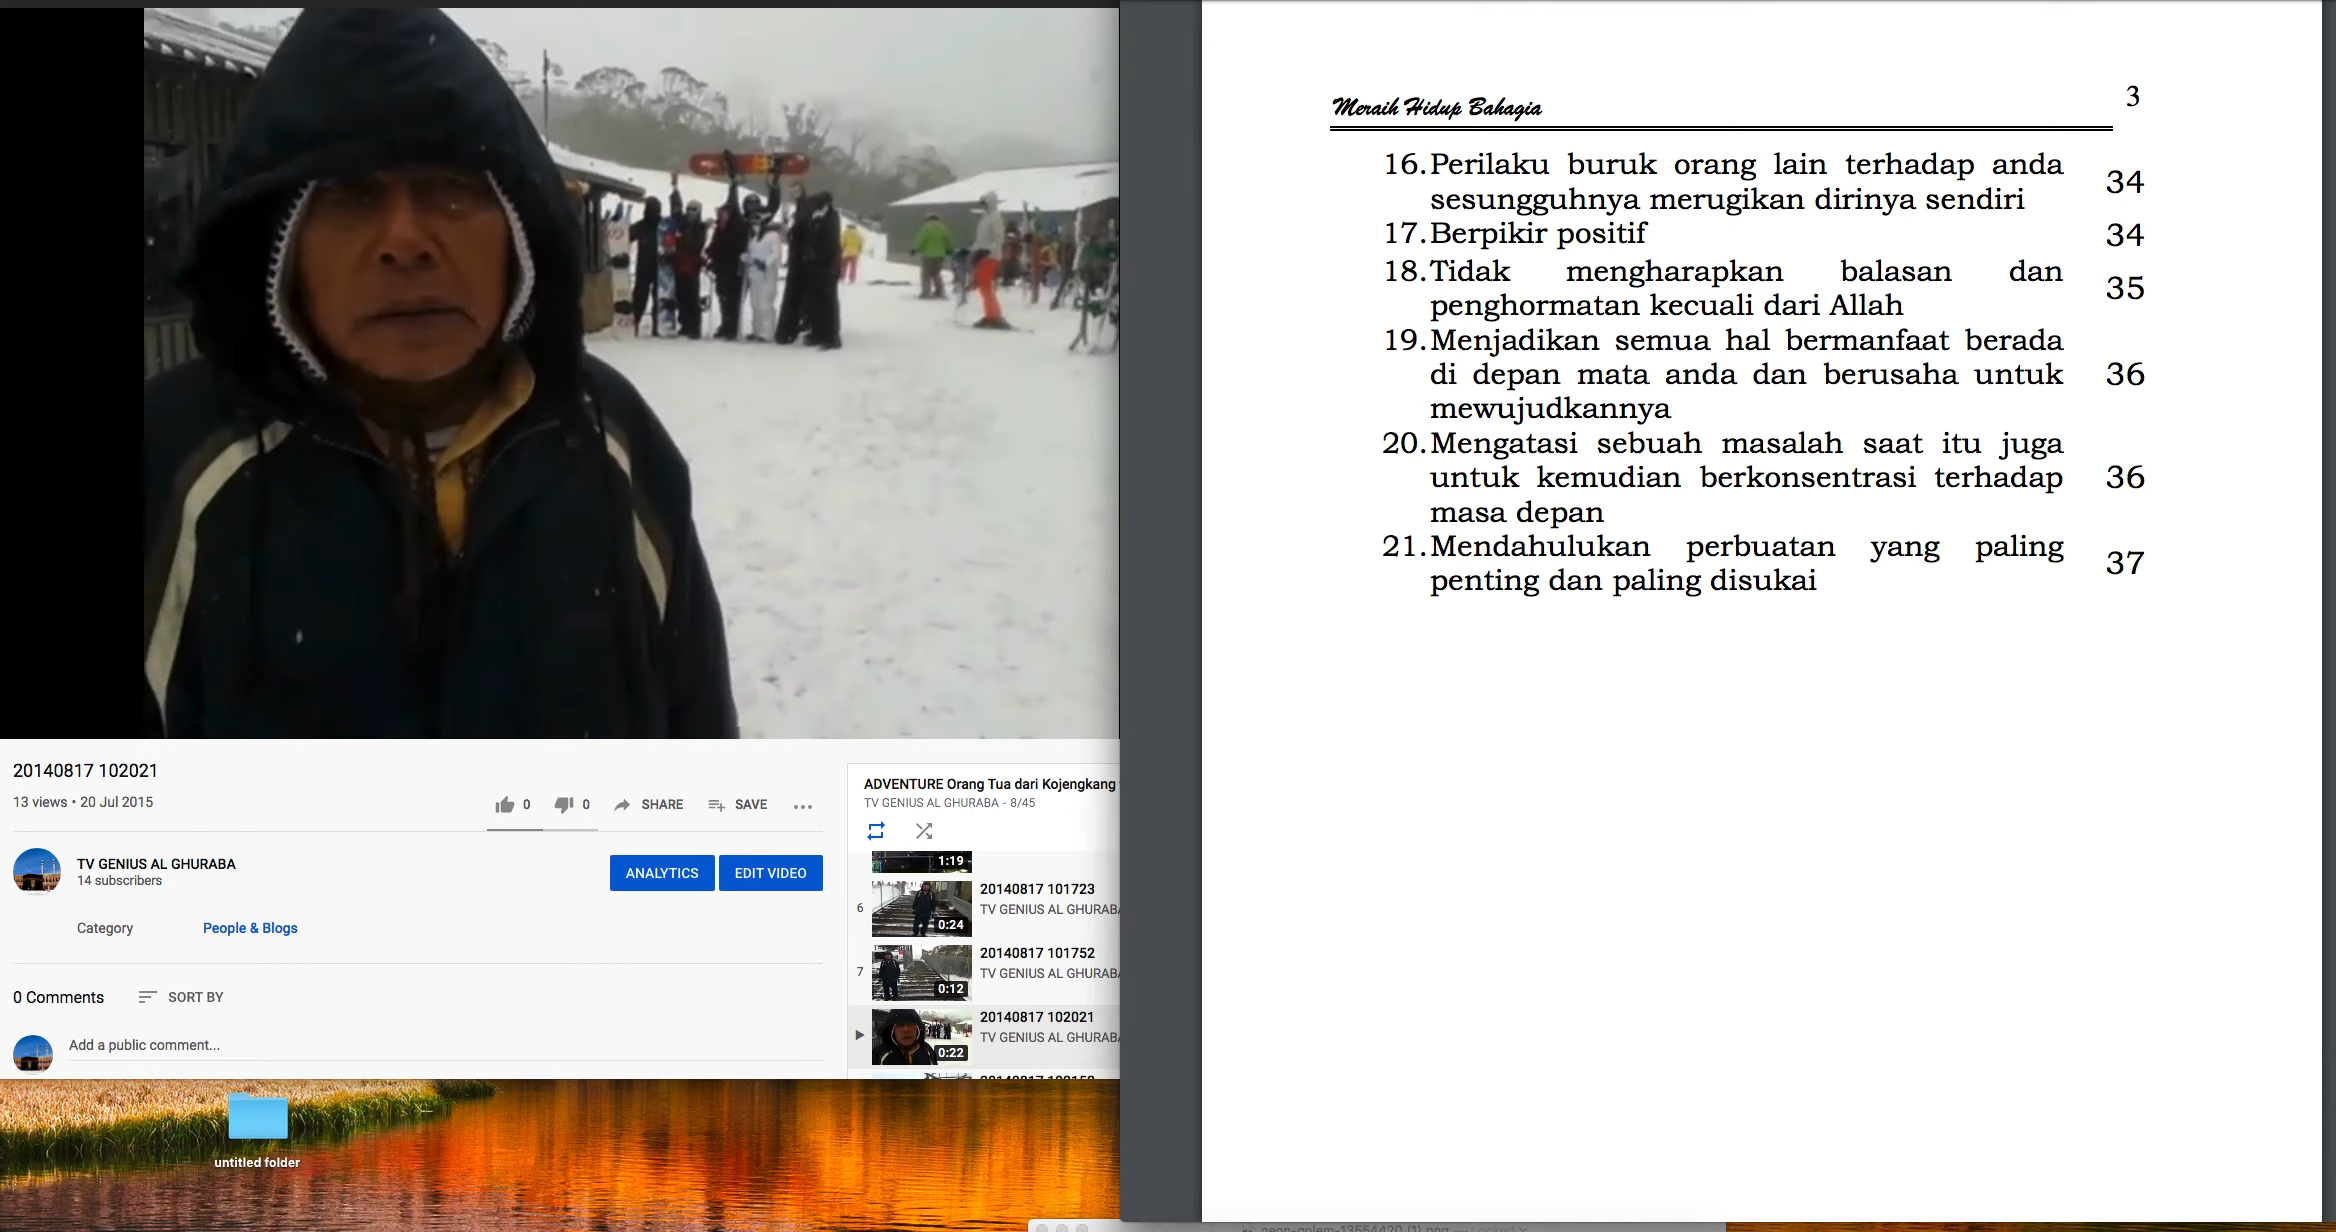 20140817 102021
13 views • 20 Jul 2015
0
0
SHARE
SAVE
TV GENIUS AL GHURABA
14 subscribers
ANALYTICS
EDIT VIDEO
Category
People & Blogs
0 Comments
SORT BY
Add a public comment...
ADVENTURE Orang Tua dari Kojengkang
TV GENIUS AL GHURABA - 8/45
1:19
6
0:24
20140817 101723
TV GENIUS AL GHURABA
7
0:12
20140817 101752
TV GENIUS AL GHURABA
0:22
20140817 102021
TV GENIUS AL GHURABA
untitled folder
Meraih Hidup Bahagia
3
16. Perilaku buruk orang lain terhadap anda
sesungguhnya merugikan dirinya sendiri
34
17. Berpikir positif
34
18. Tidak mengharapkan balasan dan
penghormatan kecuali dari Allah
35
19. Menjadikan semua hal bermanfaat berada
di depan mata anda dan berusaha untuk
mewujudkannya
36
20. Mengatasi sebuah masalah saat itu juga
untuk kemudian berkonsentrasi terhadap
masa depan
36
21. Mendahulukan perbuatan yang paling
penting dan paling disukai
37